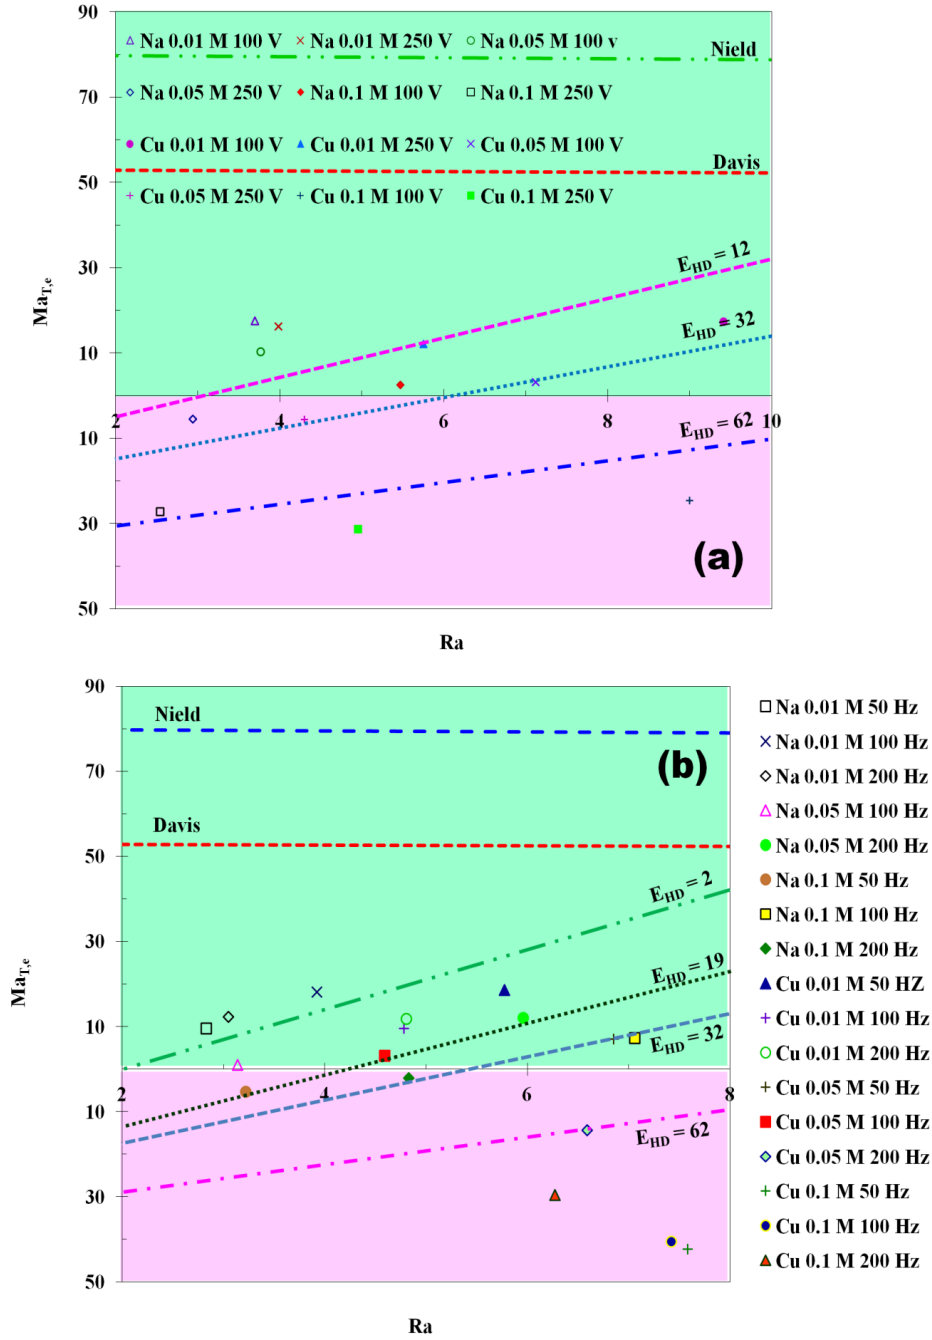 90
Na 0.01 M 100 V Na 0.01 M 250 V Na 0.05 M 100 v
Nield
70
Na 0.05 M 250 V Na 0.1 M 100 V Na 0.1 M 250 V
Cu 0.01 M 100 V Cu 0.01 M 250 V Cu 0.05 M 100 V
Davis
50
Cu 0.05 M 250 V Cu 0.1 M 100 V Cu 0.1 M 250 V
E_HD = 12
30
Ma_T,e
E_HD = 32
10
2 4 6 8 10
E_HD = 62
10
30
(a)
50
Ra
90
Nield
70
(b)
Davis
50
E_HD = 2
30
E_HD = 19
Ma_T,e
10
E_HD = 32
2 4 6 8
10
E_HD = 62
30
50
Ra
Na 0.01 M 50 Hz
Na 0.01 M 100 Hz
Na 0.01 M 200 Hz
Na 0.05 M 100 Hz
Na 0.05 M 200 Hz
Na 0.1 M 50 Hz
Na 0.1 M 100 Hz
Na 0.1 M 200 Hz
Cu 0.01 M 50 HZ
Cu 0.01 M 100 Hz
Cu 0.01 M 200 Hz
Cu 0.05 M 50 Hz
Cu 0.05 M 100 Hz
Cu 0.05 M 200 Hz
Cu 0.1 M 50 Hz
Cu 0.1 M 100 Hz
Cu 0.1 M 200 Hz